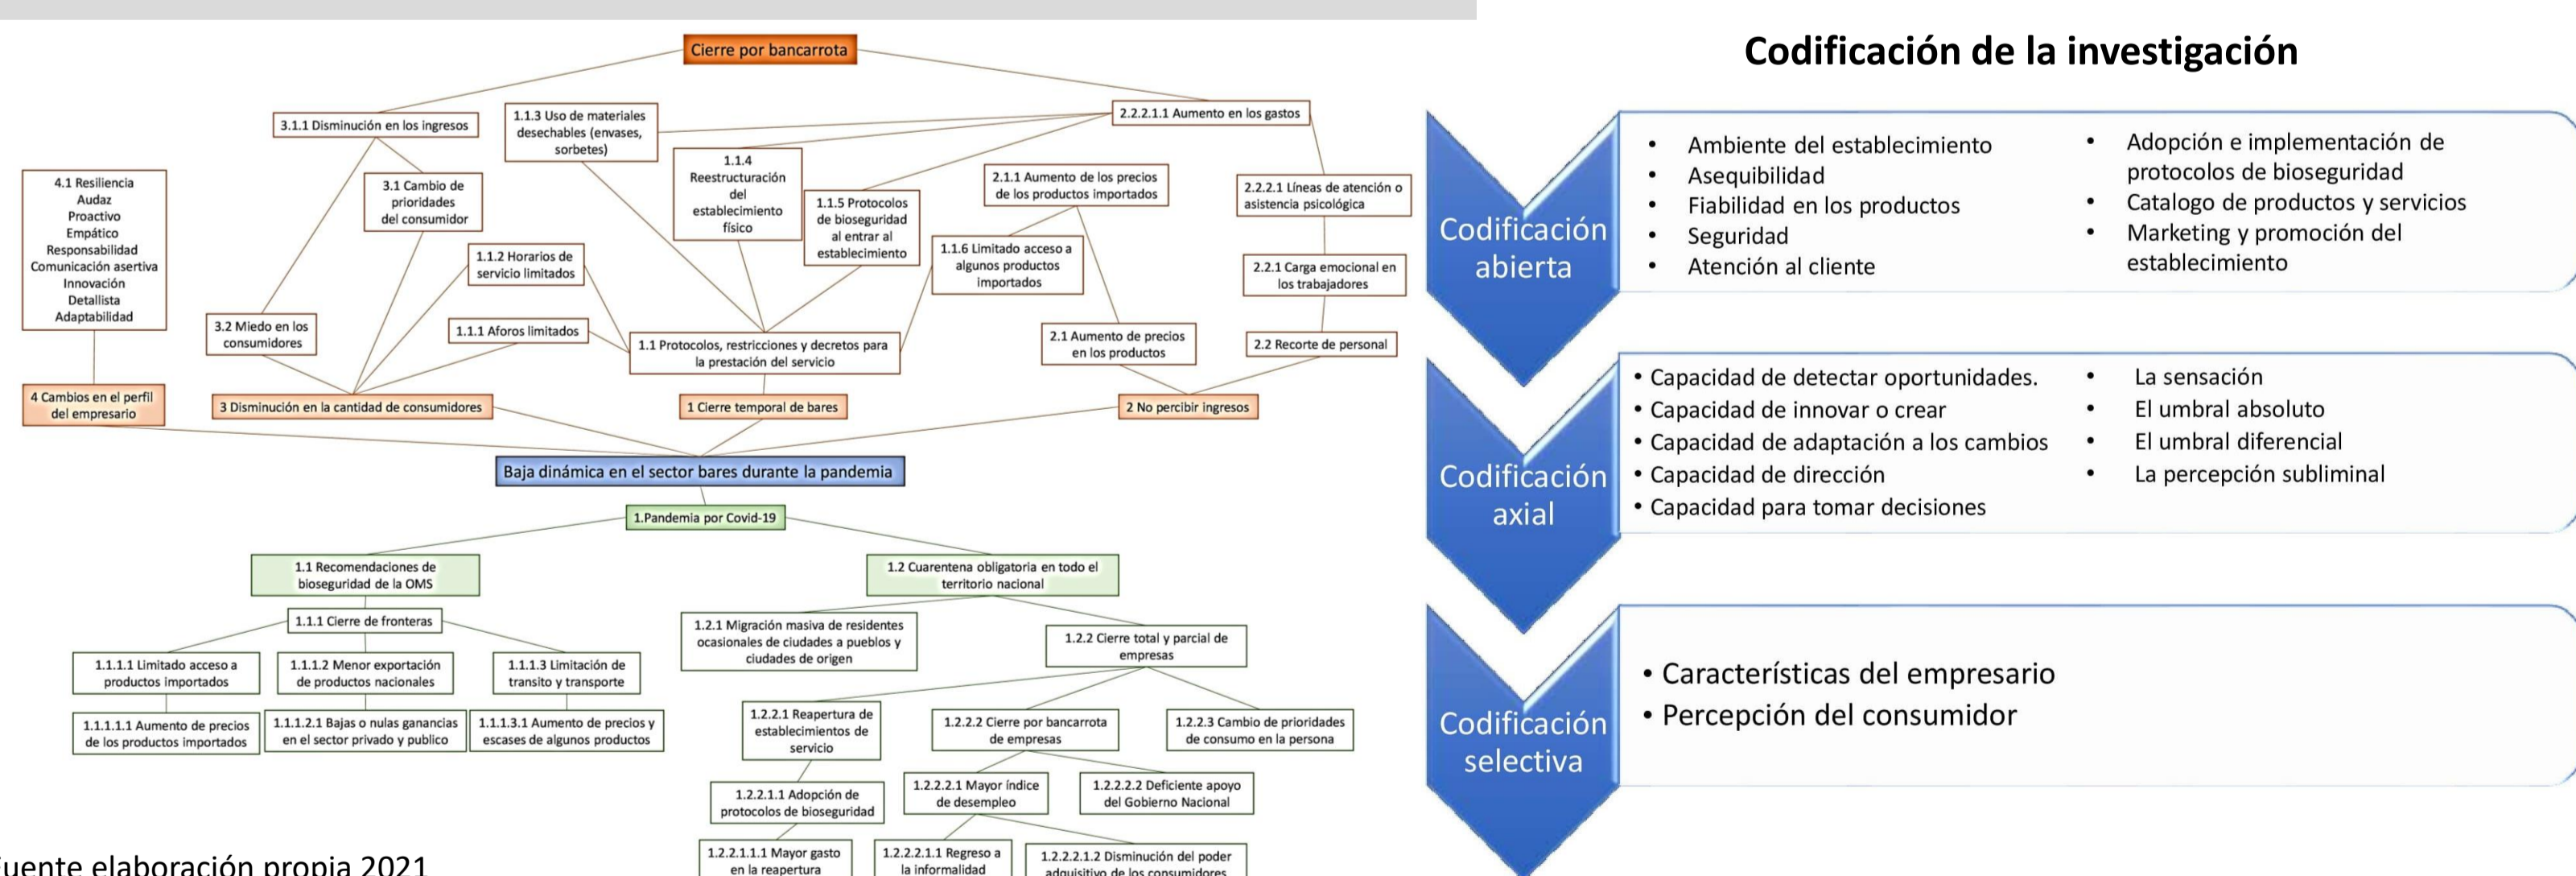 Cierre por bancarrota
3.1.1 Disminución en los ingresos
1.1.3 Uso de materiales
desechables (envases,
sorbetes)
2.2.2.1.1 Aumento en los gastos
4.1 Resiliencia
Audaz
Proactivo
Empático
Responsabilidad
Comunicación asertiva
Innovación
Detallista
Adaptabilidad
3.1 Cambio de
prioridades
del consumidor
1.1.4
Reestructuración
del
establecimiento
físico
1.1.5 Protocolos
de bioseguridad
al entrar al
establecimiento
2.1.1 Aumento de los precios
de los productos importados
2.2.2.1 Líneas de atención o
asistencia psicológica
1.1.2 Horarios de
servicio limitados
1.1.6 Limitado acceso a
algunos productos
importados
2.2.1 Carga emocional en
los trabajadores
3.2 Miedo en los
consumidores
1.1.1 Aforos limitados
1.1 Protocolos, restricciones y decretos para
la prestación del servicio
2.1 Aumento de precios
en los productos
2.2 Recorte de personal
4 Cambios en el perfil
del empresario
3 Disminución en la cantidad de consumidores
1 Cierre temporal de bares
2 No percibir ingresos
Baja dinámica en el sector bares durante la pandemia
1.Pandemia por Covid-19
1.1 Recomendaciones de
bioseguridad de la OMS
1.2 Cuarentena obligatoria en todo el
territorio nacional
1.1.1 Cierre de fronteras
1.2.1 Migración masiva de residentes
ocasionales de ciudades a pueblos y
ciudades de origen
1.2.2 Cierre total y parcial de
empresas
1.1.1.1 Limitado acceso a
productos importados
1.1.1.2 Menor exportación
de productos nacionales
1.1.1.3 Limitación de
transito y transporte
1.1.1.1.1 Aumento de precios
de los productos importados
1.1.1.2.1 Bajas o nulas ganancias
en el sector privado y publico
1.1.1.3.1 Aumento de precios y
escases de algunos productos
1.2.2.1 Reapertura de
establecimientos de
servicio
1.2.2.2 Cierre por bancarrota
de empresas
1.2.2.3 Cambio de prioridades
de consumo en la persona
1.2.2.1.1 Adopción de
protocolos de bioseguridad
1.2.2.2.1 Mayor índice
de desempleo
1.2.2.2.2 Deficiente apoyo
del Gobierno Nacional
1.2.2.1.1.1 Mayor gasto
en la reapertura
1.2.2.2.1.1 Regreso a
la informalidad
1.2.2.2.1.2 Disminución del poder
adquisitivo de los consumidores
Fuente elaboración propia 2021
Codificación de la investigación
Codificación
abierta
• Ambiente del establecimiento
• Asequibilidad
• Fiabilidad en los productos
• Seguridad
• Atención al cliente
• Adopción e implementación de
protocolos de bioseguridad
• Catalogo de productos y servicios
• Marketing y promoción del
establecimiento
Codificación
axial
• Capacidad de detectar oportunidades.
• Capacidad de innovar o crear
• Capacidad de adaptación a los cambios
• Capacidad de dirección
• Capacidad para tomar decisiones
• La sensación
• El umbral absoluto
• El umbral diferencial
• La percepción subliminal
Codificación
selectiva
• Características del empresario
• Percepción del consumidor